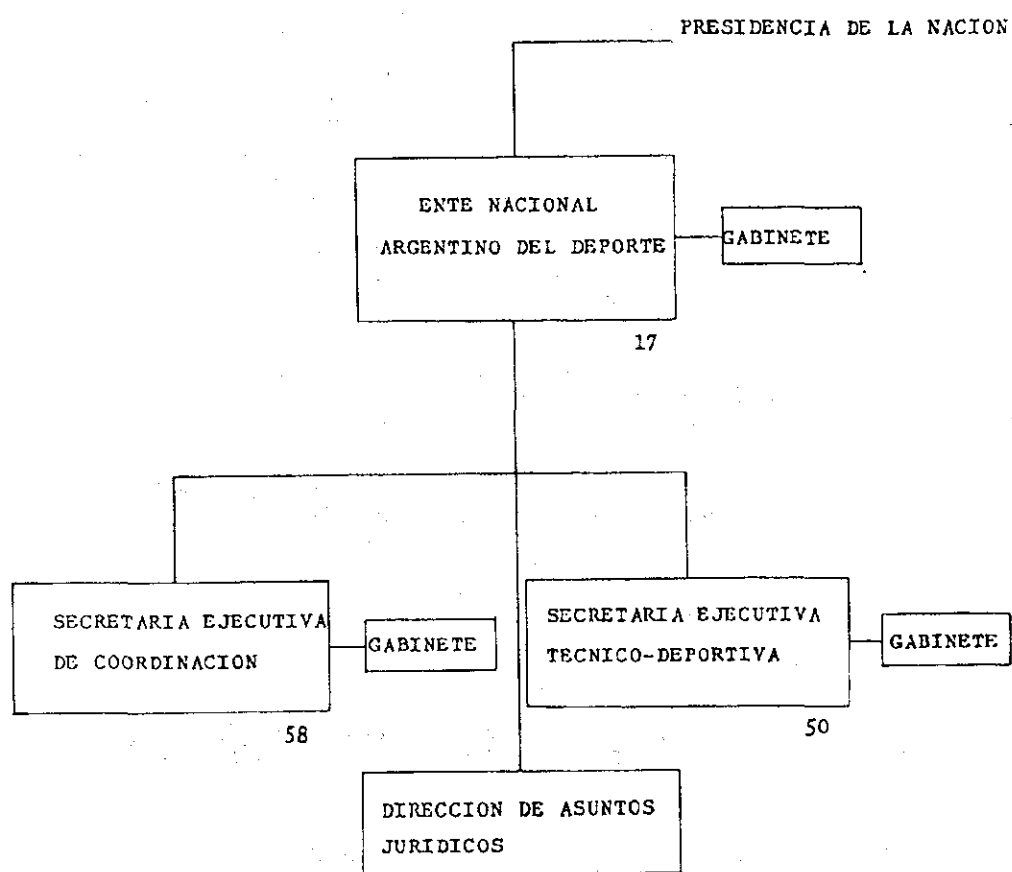 PRESIDENCIA DE LA NACION
ENTE NACIONAL
ARGENTINO DEL DEPORTE
GABINETE
17
SECRETARIA EJECUTIVA
DE COORDINACION
GABINETE
58
SECRETARIA EJECUTIVA
TECNICO-DEPORTIVA
GABINETE
50
DIRECCION DE ASUNTOS
JURIDICOS